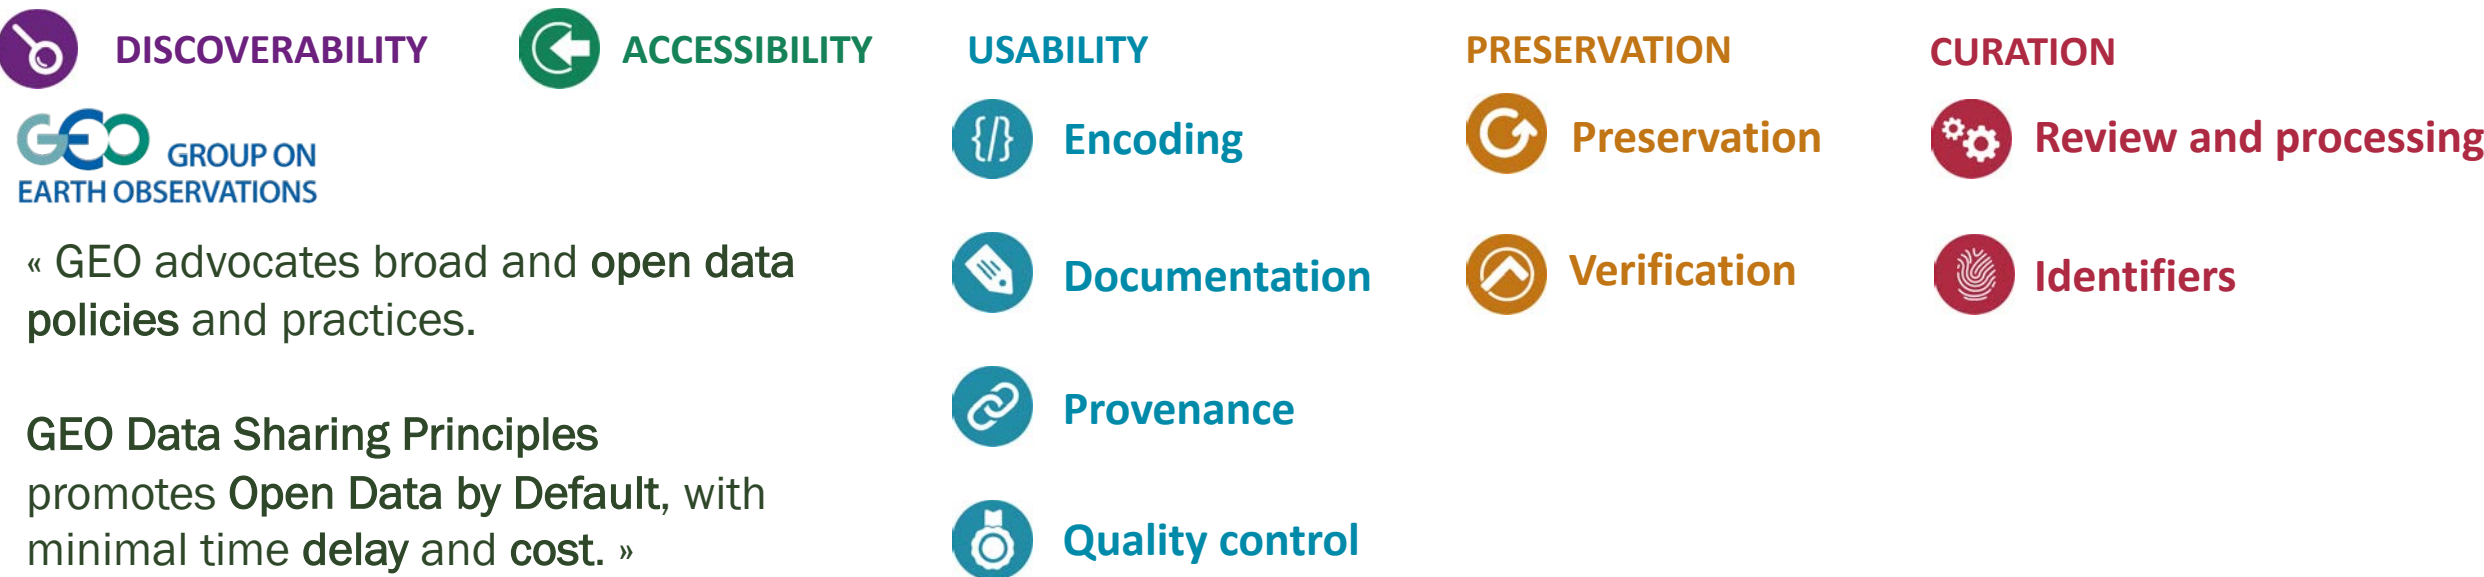 DISCOVERABILITY
ACCESSIBILITY
GEO GROUP ON
EARTH OBSERVATIONS
« GEO advocates broad and open data
policies and practices.
GEO Data Sharing Principles
promotes Open Data by Default, with
minimal time delay and cost. »
USABILITY
{/}
Encoding
Documentation
Provenance
Quality control
PRESERVATION
Preservation
Verification
CURATION
Review and processing
Identifiers